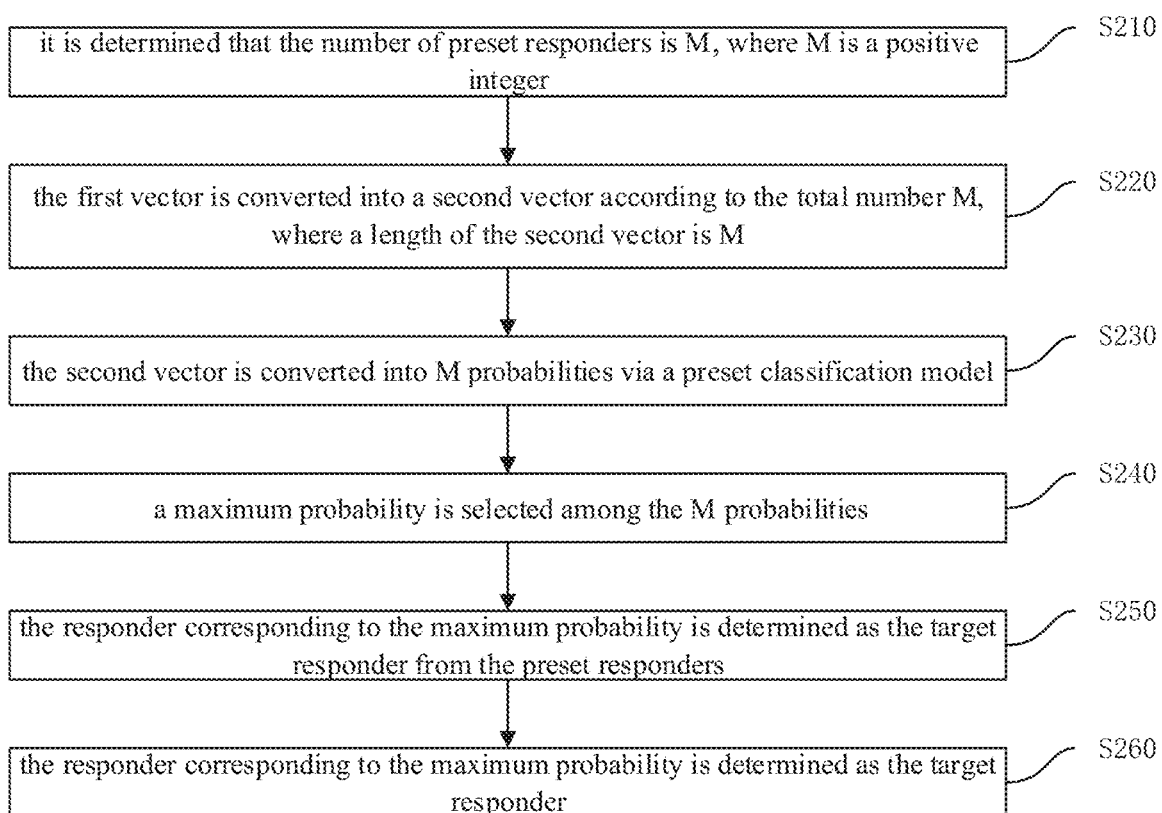 S210
it is determined that the number of preset responders is M, where M is a positive
integer
S220
the first vector is converted into a second vector according to the total number M,
where a length of the second vector is M
S230
the second vector is converted into M probabilities via a preset classification model
S240
a maximum probability is selected among the M probabilities
S250
the responder corresponding to the maximum probability is determined as the target
responder from the preset responders
S260
the responder corresponding to the maximum probability is determined as the target
responder